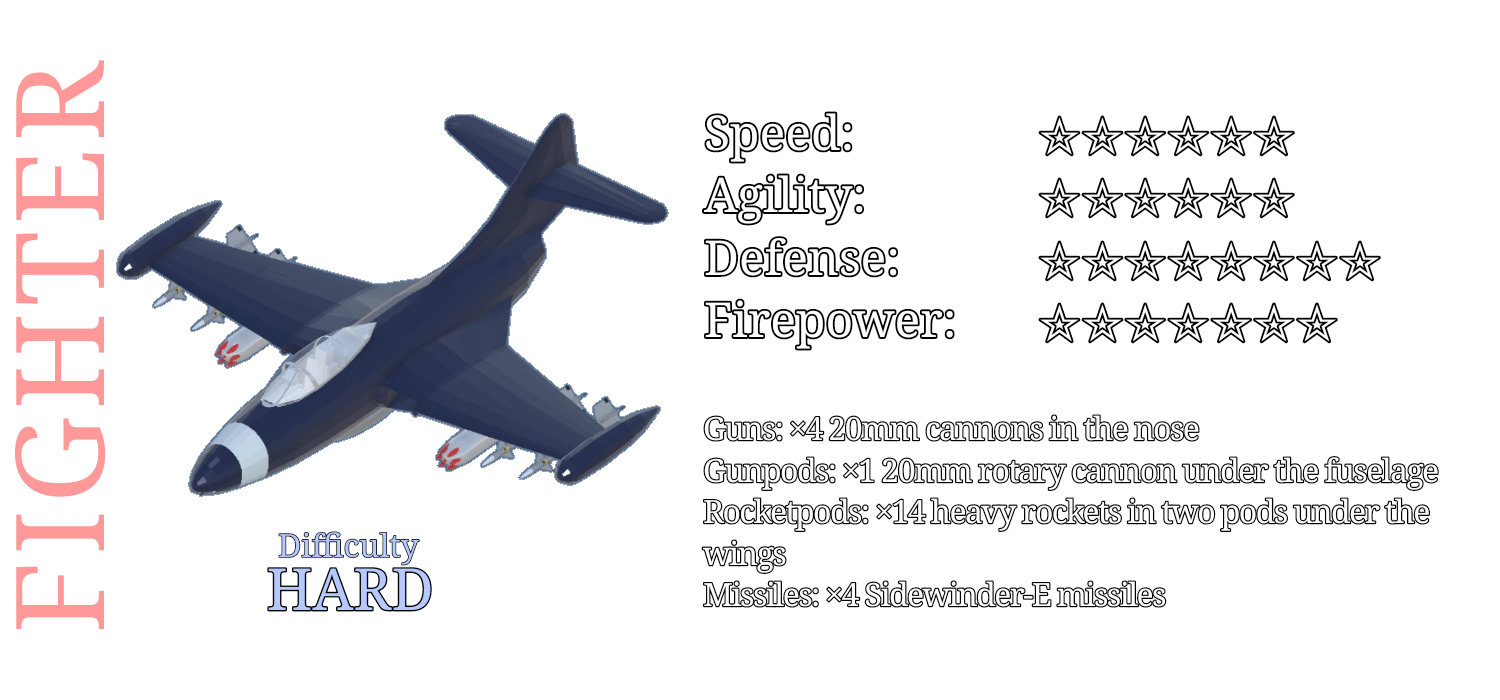 FIGHTER
Difficulty
HARD
Speed: ☆☆☆☆☆☆
Agility: ☆☆☆☆☆☆
Defense: ☆☆☆☆☆☆☆☆
Firepower: ☆☆☆☆☆☆☆
Guns: ×4 20mm cannons in the nose
Gunpods: ×1 20mm rotary cannon under the fuselage
Rocketpods: ×14 heavy rockets in two pods under the
wings
Missiles: ×4 Sidewinder-E missiles